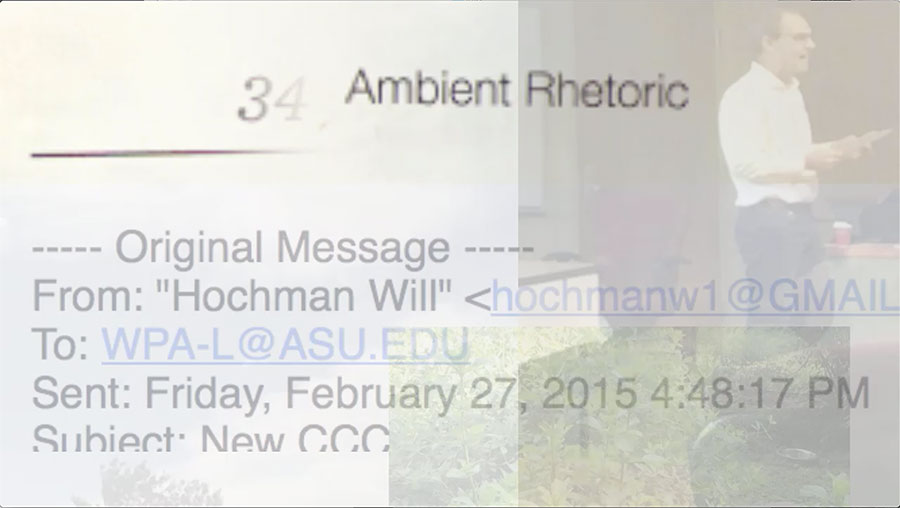 34 Ambient Rhetoric
----- Original Message -----
From: "Hochman Will" <hochmanw1@GMAIL
To: WPA-L@ASU.EDU
Sent: Friday, February 27, 2015 4:48:17 PM
Subject: New CCC